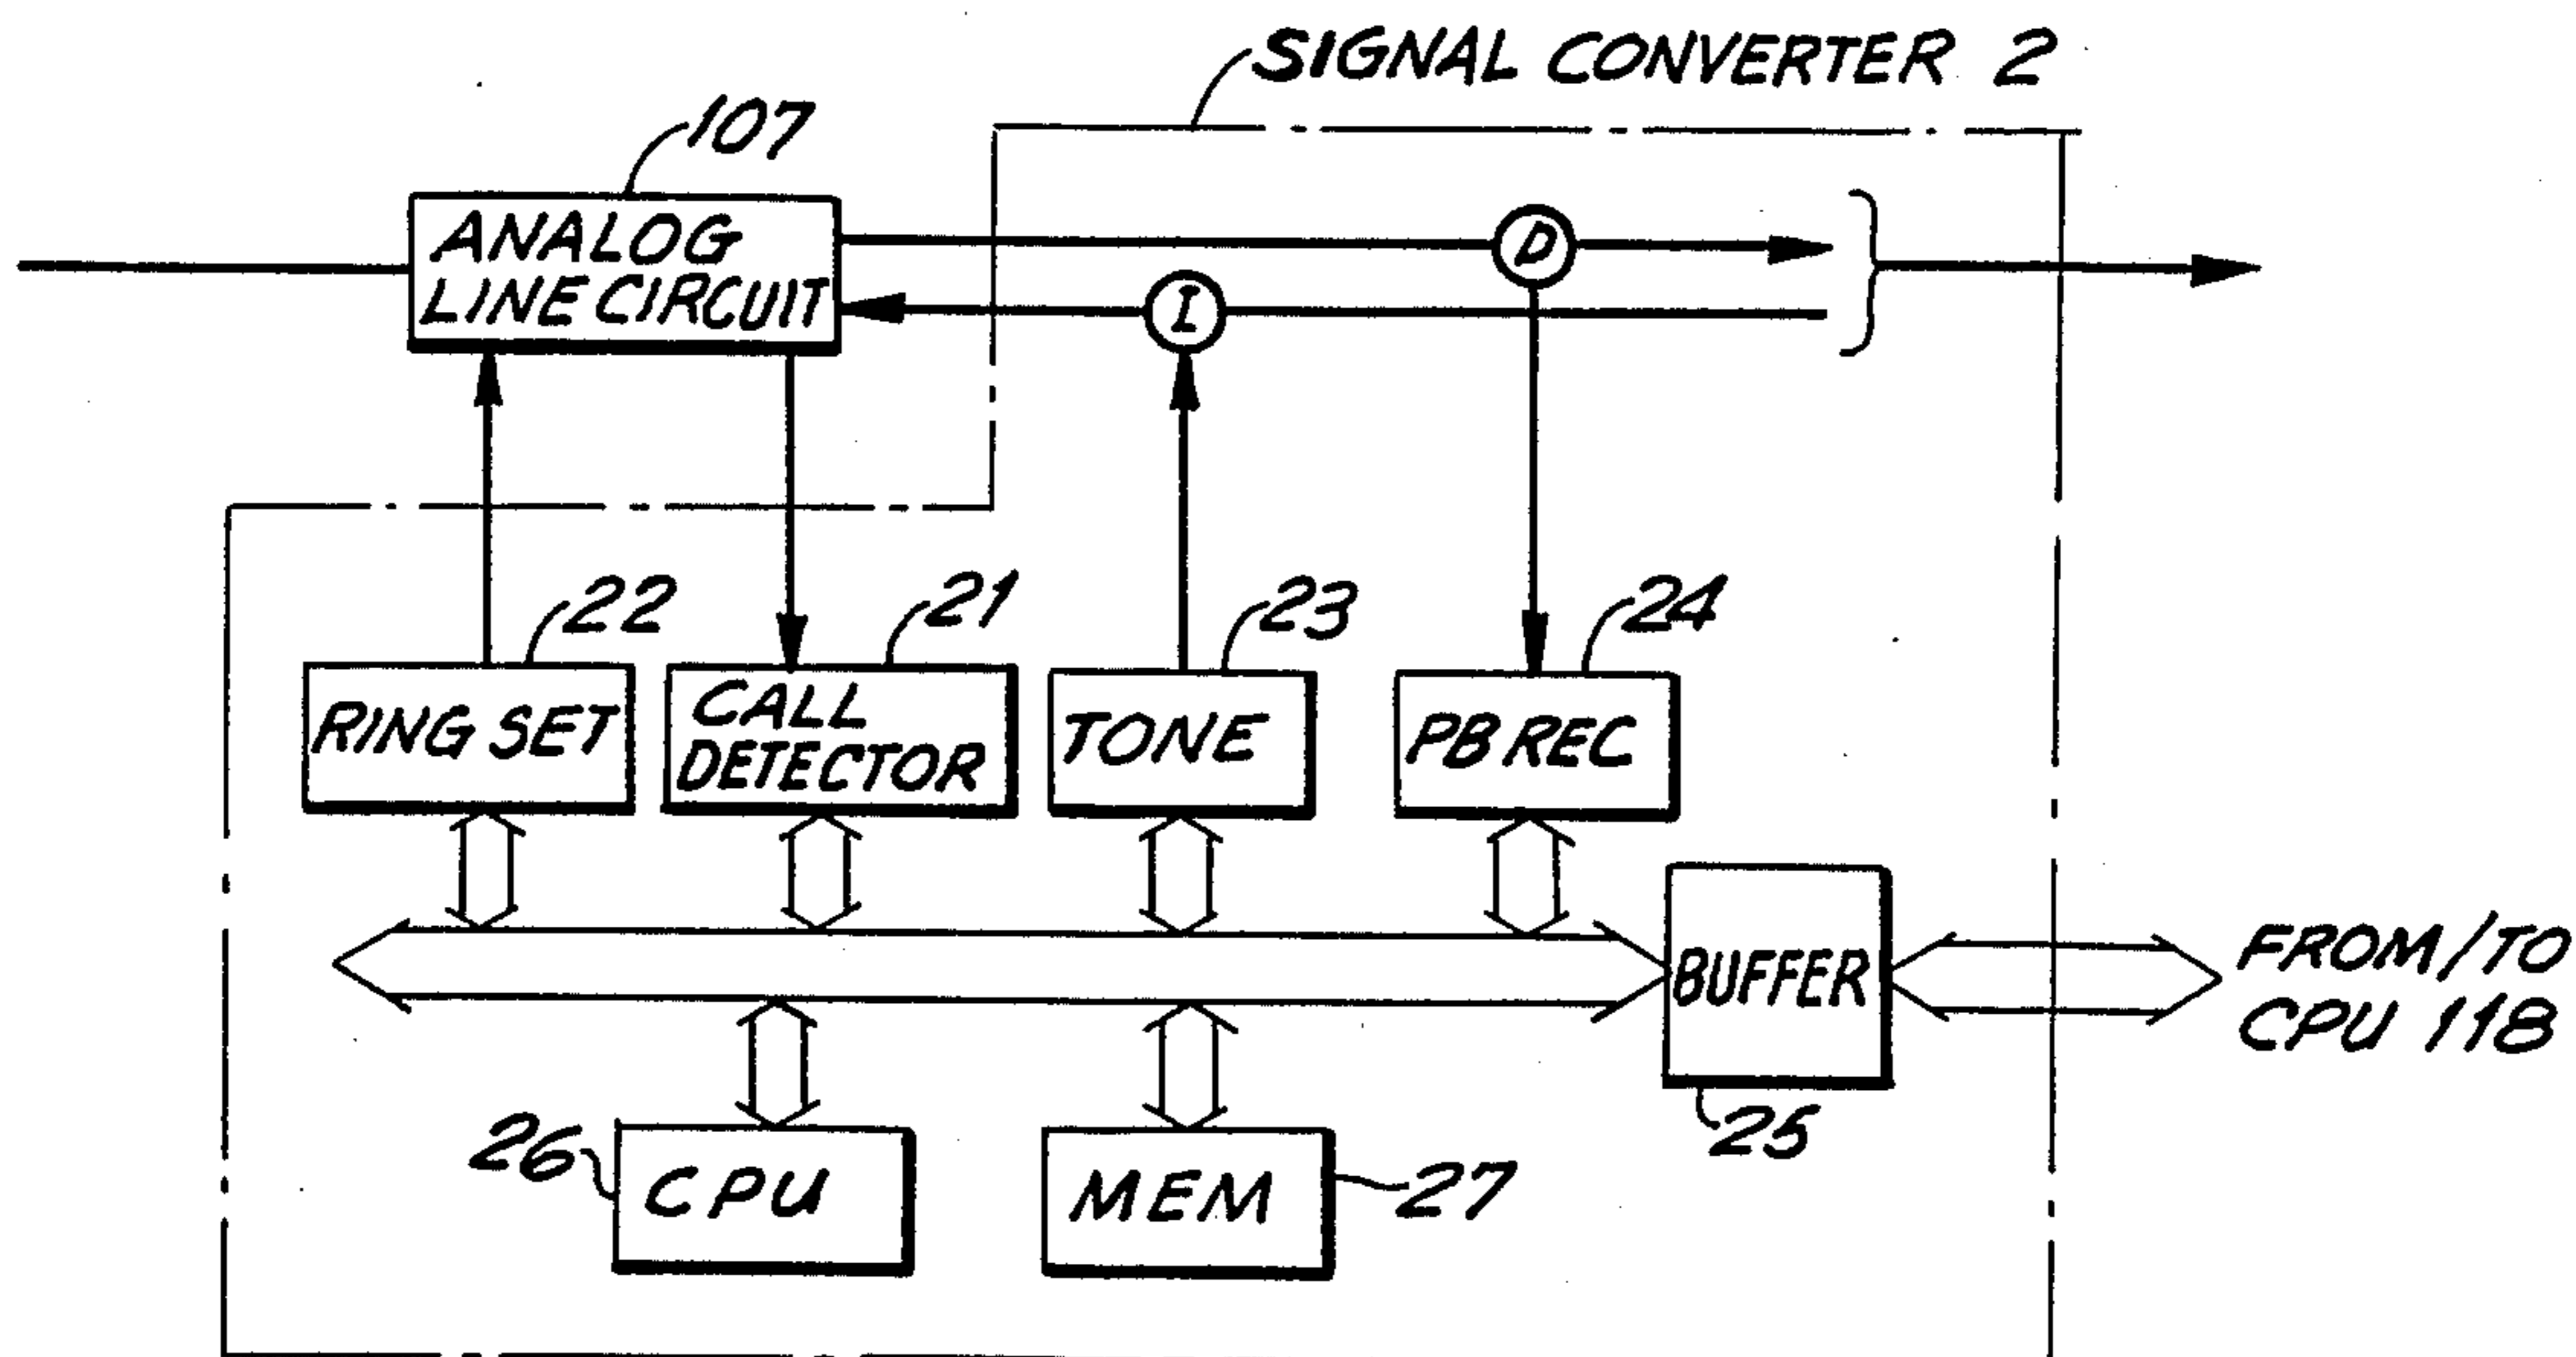 SIGNAL CONVERTER 2
107
ANALOG
LINE CIRCUIT
D
I
22
21
23
24
RING SET
CALL
DETECTOR
TONE
PB REC
BUFFER
FROM/TO
CPU 118
25
26
CPU
MEM
27